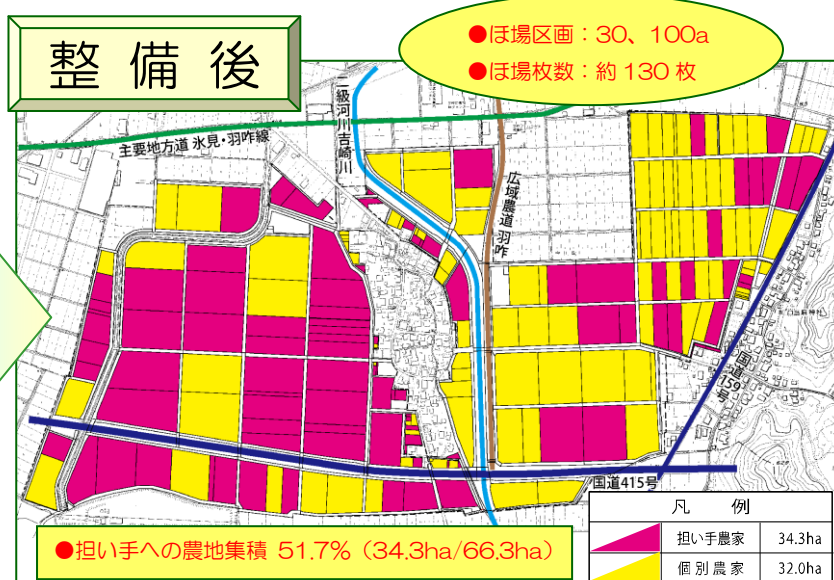 整備後
●ほ場区画：30、100a
●ほ場枚数：約130枚
主要地方道 氷見・羽咋線
二級河川吉崎川
広域農道 羽咋
国道159号
国道415号
●担い手への農地集積 51.7%（34.3ha/66.3ha）
凡 例
担い手農家 34.3ha
個別農家 32.0ha